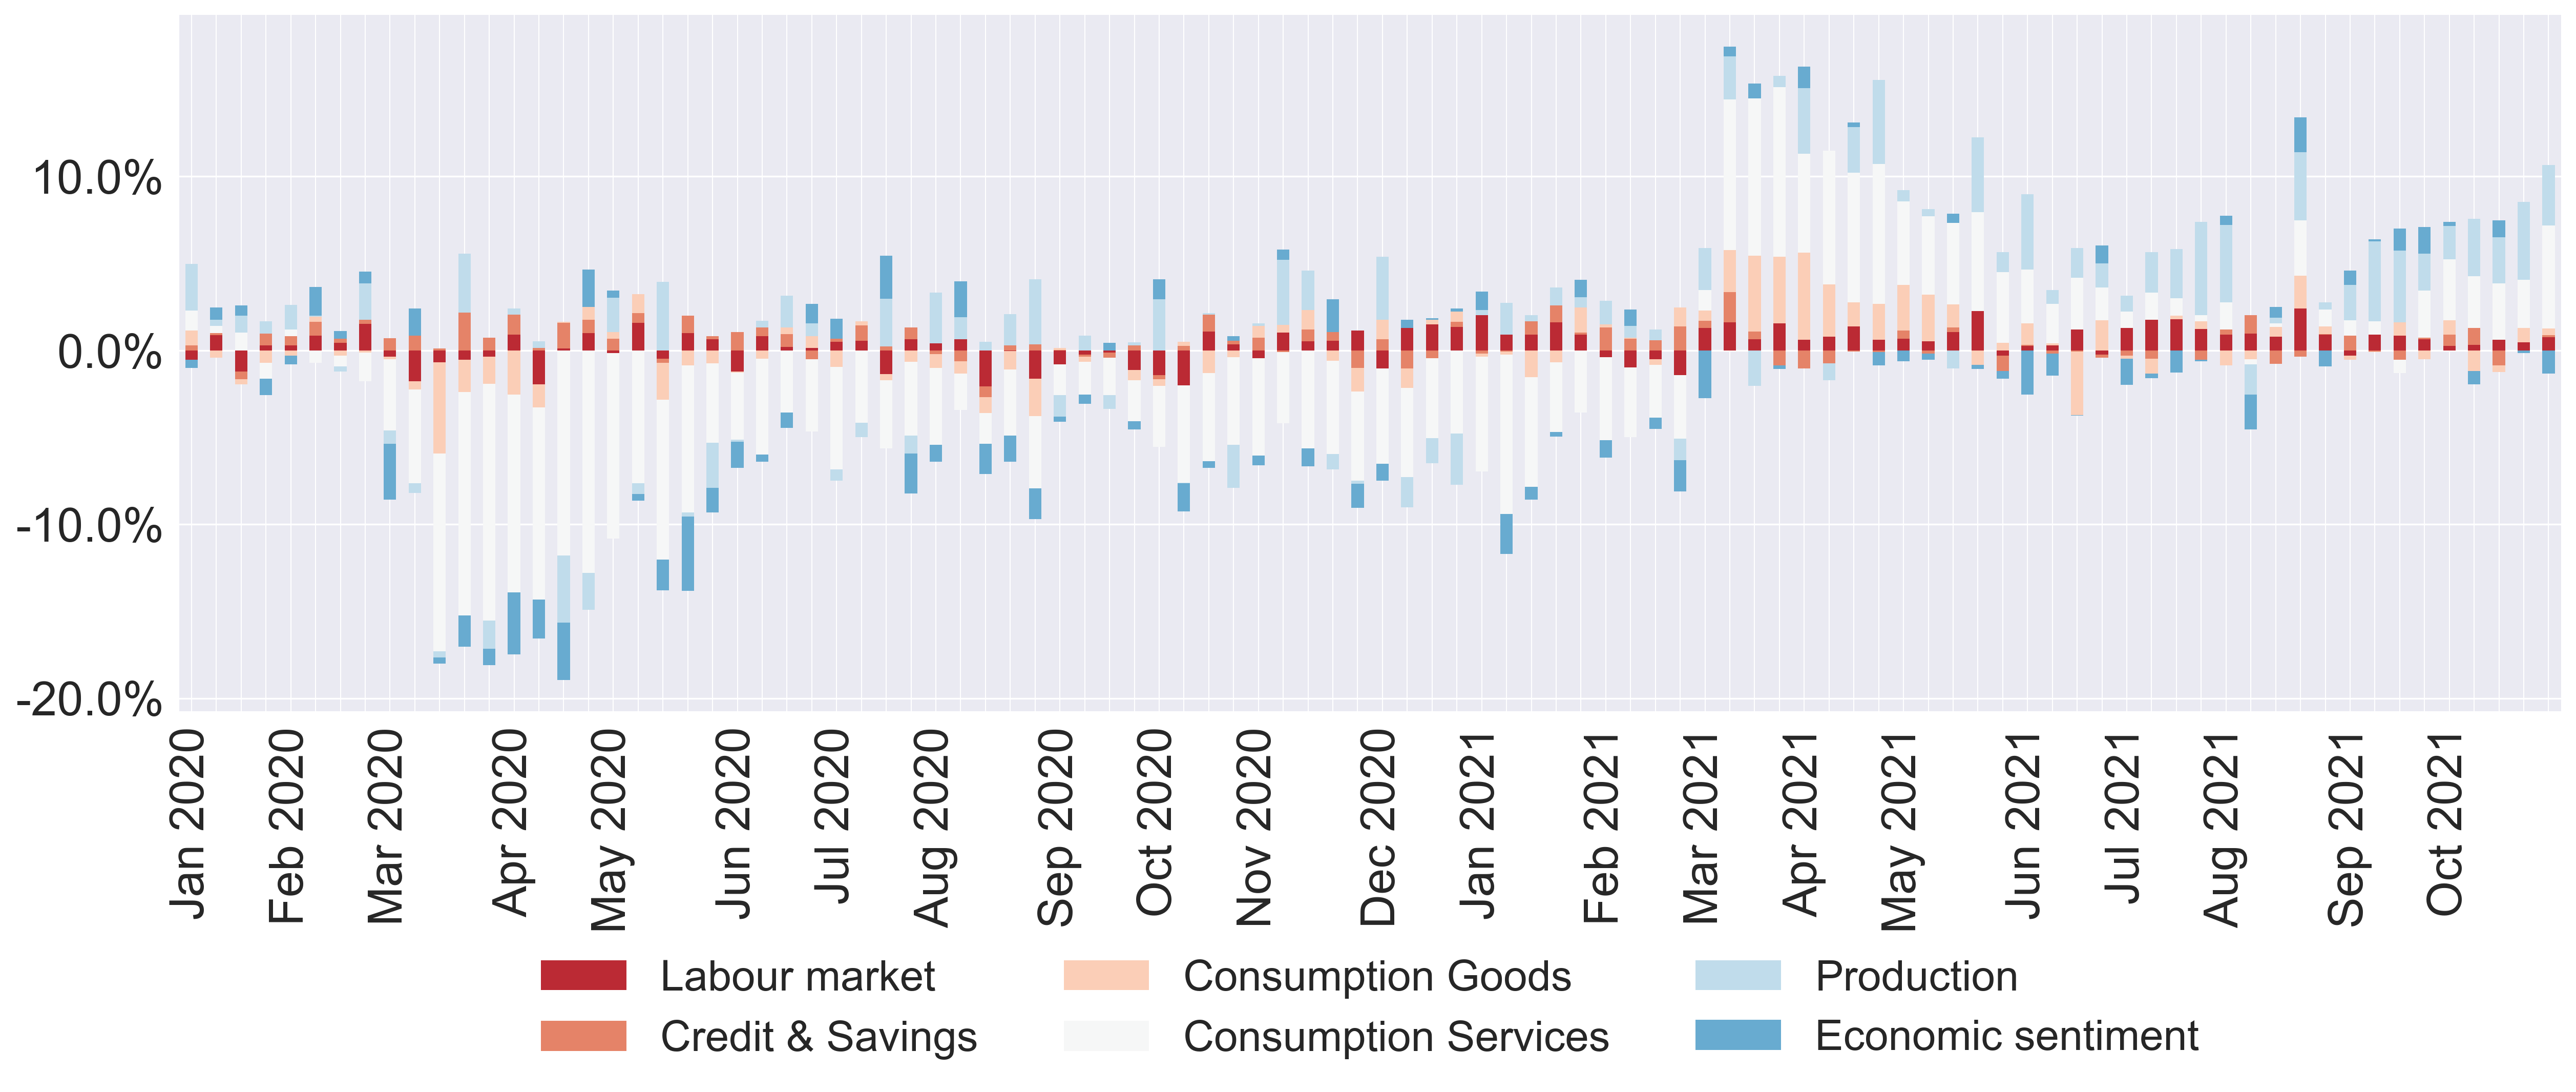 10.0%
0.0%
-10.0%
-20.0%
Jan 2020
Feb 2020
Mar 2020
Apr 2020
May 2020
Jun 2020
Jul 2020
Aug 2020
Sep 2020
Oct 2020
Nov 2020
Dec 2020
Jan 2021
Feb 2021
Mar 2021
Apr 2021
May 2021
Jun 2021
Jul 2021
Aug 2021
Sep 2021
Oct 2021
Labour market
Credit & Savings
Consumption Goods
Consumption Services
Production
Economic sentiment